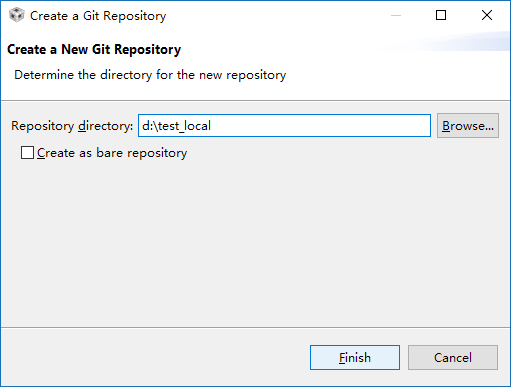 Create a Git Repository
Create a New Git Repository
Determine the directory for the new repository
Repository directory: d:\test_local Browse...
Create as bare repository
Finish Cancel